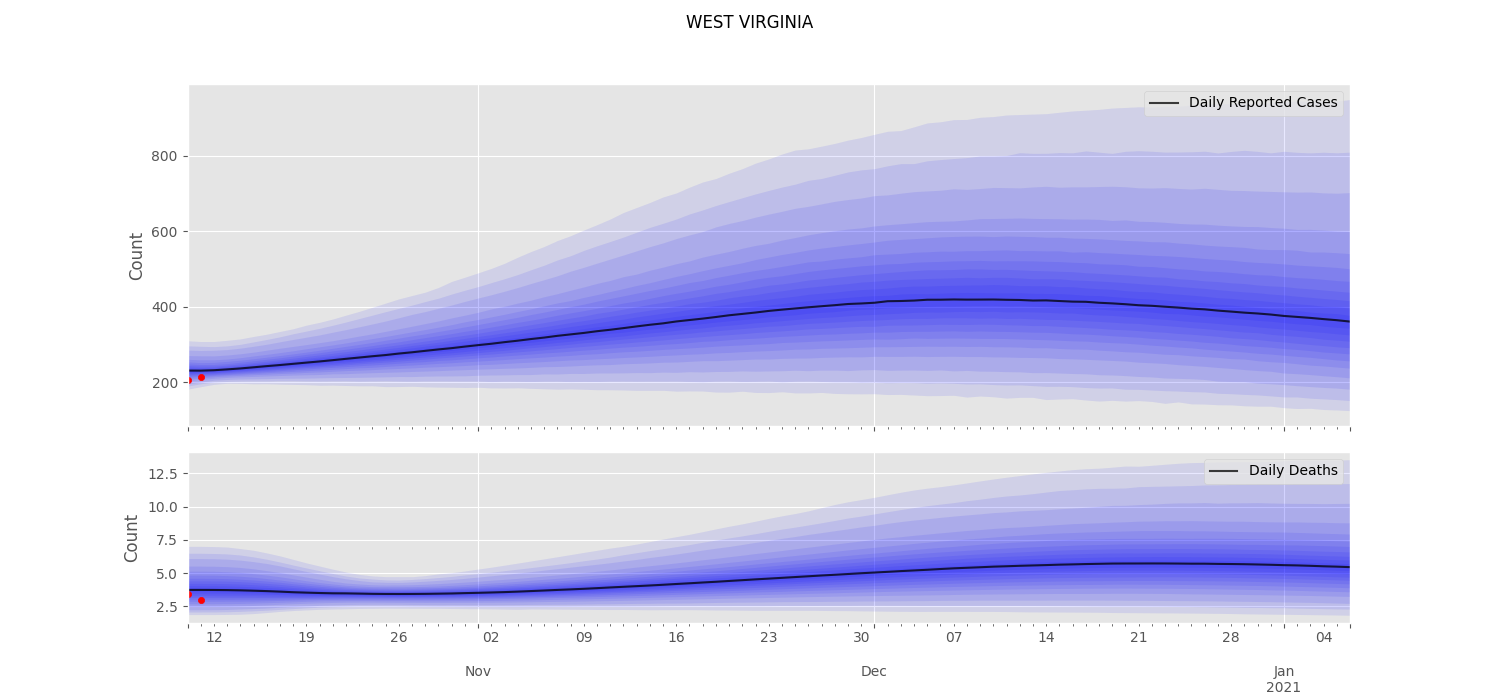 WEST VIRGINIA
Daily Reported Cases
Count
800
600
400
200
Daily Deaths
Count
12.5
10.0
7.5
5.0
2.5
12 19 26 02 09 16 23 30 07 14 21 28 04
Nov Dec Jan
2021